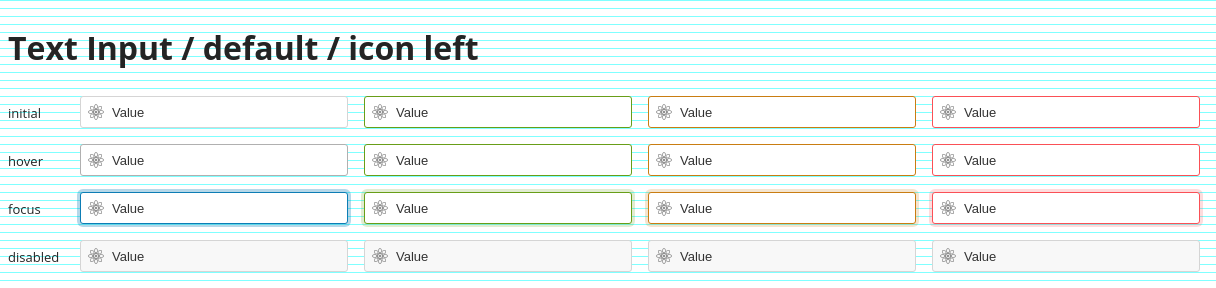 Text Input / default / icon left
initial Value Value Value Value
hover Value Value Value Value
focus Value Value Value Value
disabled Value Value Value Value